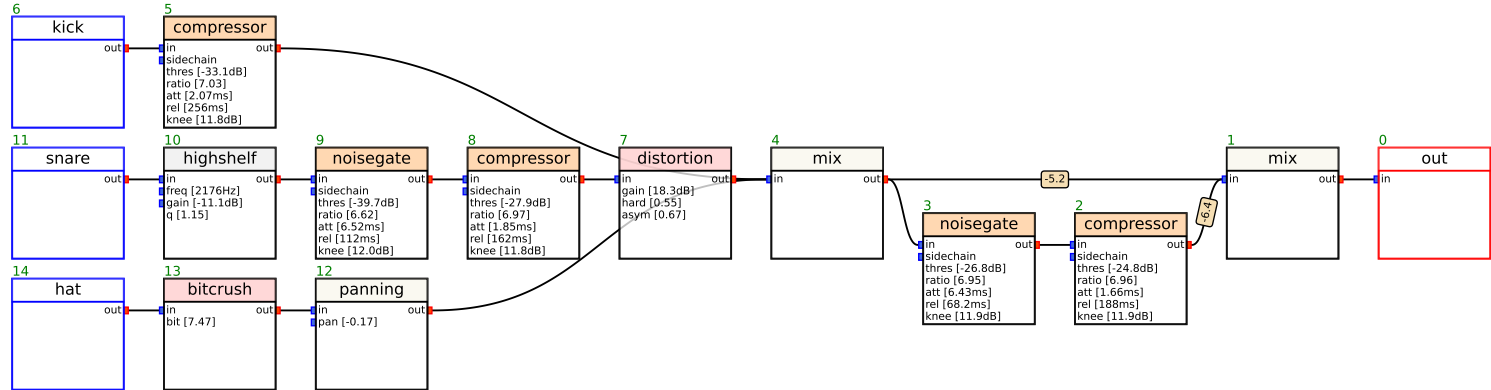 6
kick
out
5
compressor
in out
sidechain
thres [-33.1dB]
ratio [7.03]
att [2.07ms]
rel [256ms]
knee [11.8dB]
11
snare
out
10
highshelf
in out
freq [2176Hz]
gain [-11.1dB]
q [1.15]
9
noisegate
in out
sidechain
thres [-39.7dB]
ratio [6.62]
att [6.52ms]
rel [112ms]
knee [12.0dB]
8
compressor
in out
sidechain
thres [-27.9dB]
ratio [6.97]
att [1.85ms]
rel [162ms]
knee [11.8dB]
7
distortion
in out
gain [18.3dB]
hard [0.55]
asym [0.67]
4
mix
in out
-5.2
3
noisegate
in out
sidechain
thres [-26.8dB]
ratio [6.95]
att [6.43ms]
rel [68.2ms]
knee [11.9dB]
2
compressor
in out
sidechain
thres [-24.8dB]
ratio [6.96]
att [1.66ms]
rel [188ms]
knee [11.9dB]
-6.4
1
mix
in out
0
out
in
14
hat
out
13
bitcrush
in out
bit [7.47]
12
panning
in out
pan [-0.17]